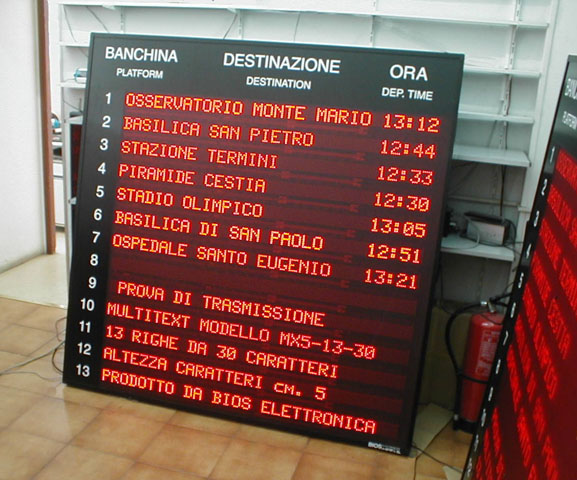 BANCHINA DESTINAZIONE ORA
PLATFORM DESTINATION DEP. TIME
1 OSSERVATORIO MONTE MARIO 13:12
2 BASILICA SAN PIETRO 12:44
3 STAZIONE TERMINI 12:33
4 PIRAMIDE CESTIA 12:30
5 STADIO OLIMPICO 13:05
6 BASILICA DI SAN PAOLO 12:51
7 OSPEDALE SANTO EUGENIO 13:21
8
9 PROVA DI TRASMISSIONE
10 MULTITEXT MODELLO MX5-13-30
11 13 RIGHE DA 30 CARATTERI
12 ALTEZZA CARATTERI cm. 5
13 PRODOTTO DA BIOS ELETTRONICA